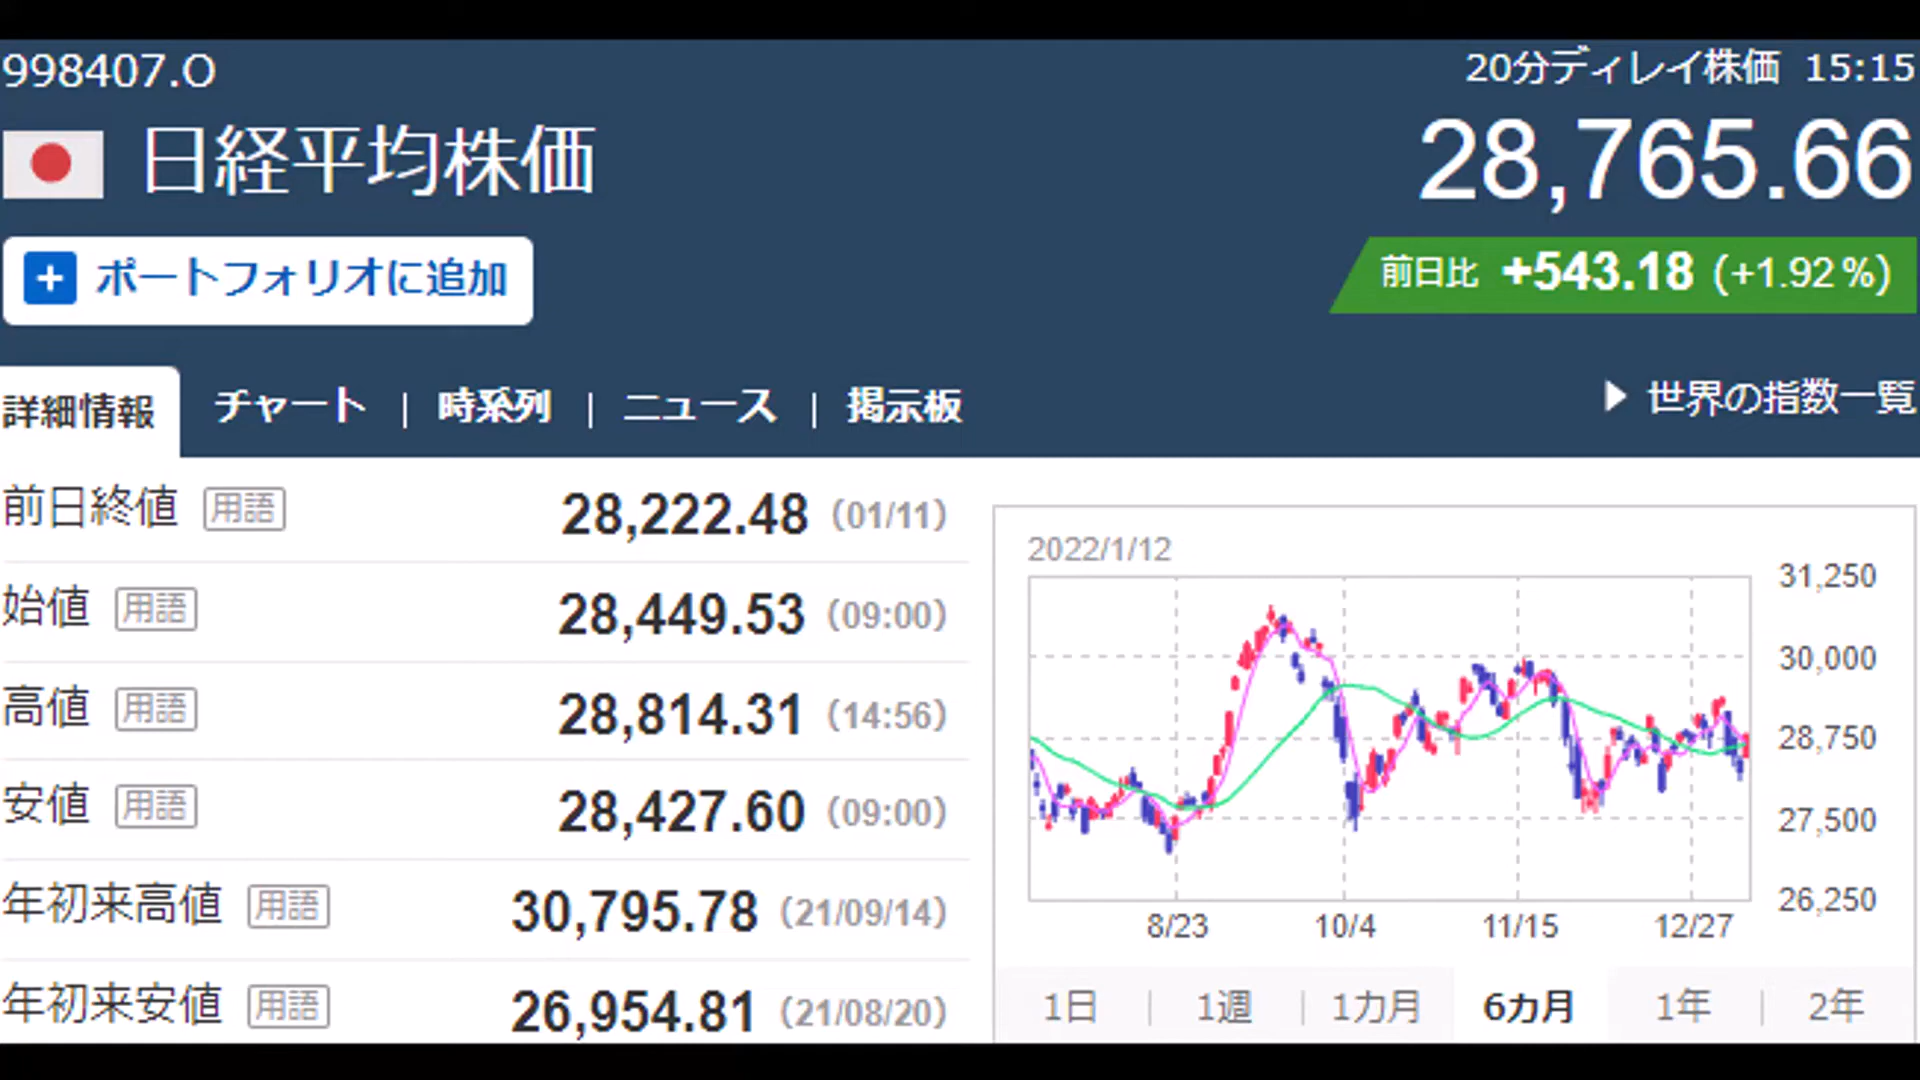 998407.O
20分ディレイ株価 15:15
日経平均株価
28,765.66
+ ポートフォリオに追加
前日比 +543.18 (+1.92%)
詳細情報 チャート | 時系列 | ニュース | 掲示板
▶ 世界の指数一覧
前日終値 用語 28,222.48 (01/11)
始値 用語 28,449.53 (09:00)
高値 用語 28,814.31 (14:56)
安値 用語 28,427.60 (09:00)
年初来高値 用語 30,795.78 (21/09/14)
年初来安値 用語 26,954.81 (21/08/20)
2022/1/12
31,250
30,000
28,750
27,500
26,250
8/23 10/4 11/15 12/27
1日 | 1週 | 1カ月 6カ月 1年 | 2年